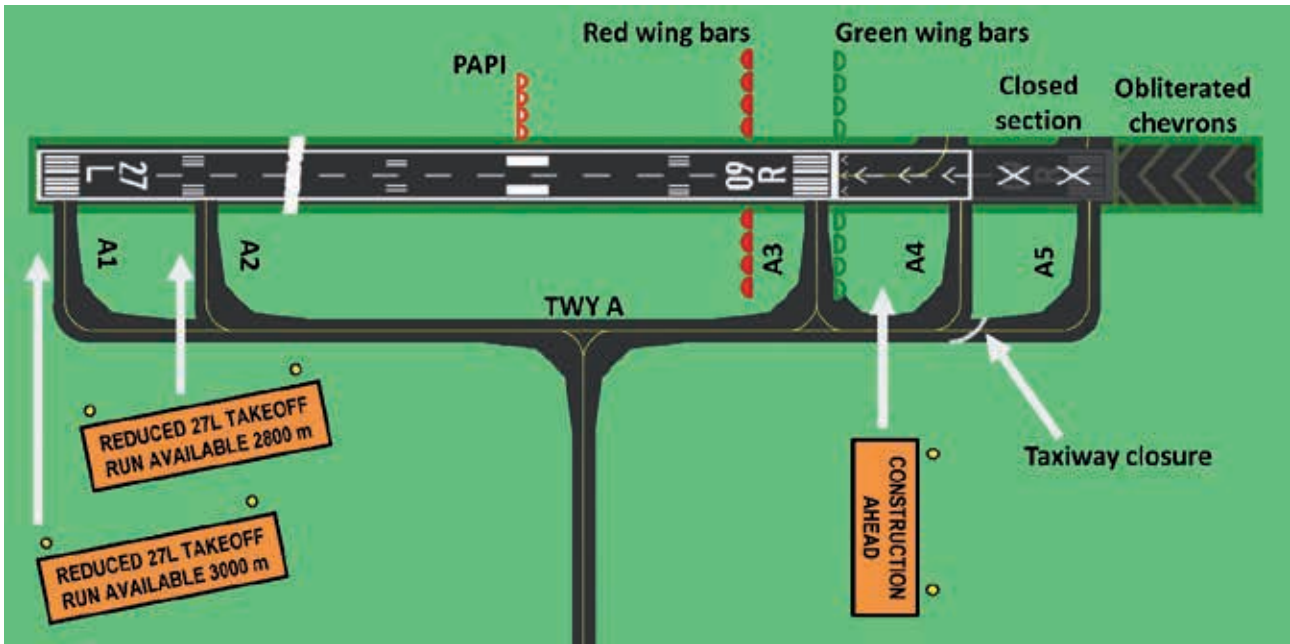 Red wing bars
Green wing bars
PAPI
Closed
section
Obliterated
chevrons
27
L
09
R
A1
A2
A3
A4
A5
TWY A
REDUCED 27L TAKEOFF
RUN AVAILABLE 2800 m
REDUCED 27L TAKEOFF
RUN AVAILABLE 3000 m
CONSTRUCTION
AHEAD
Taxiway closure